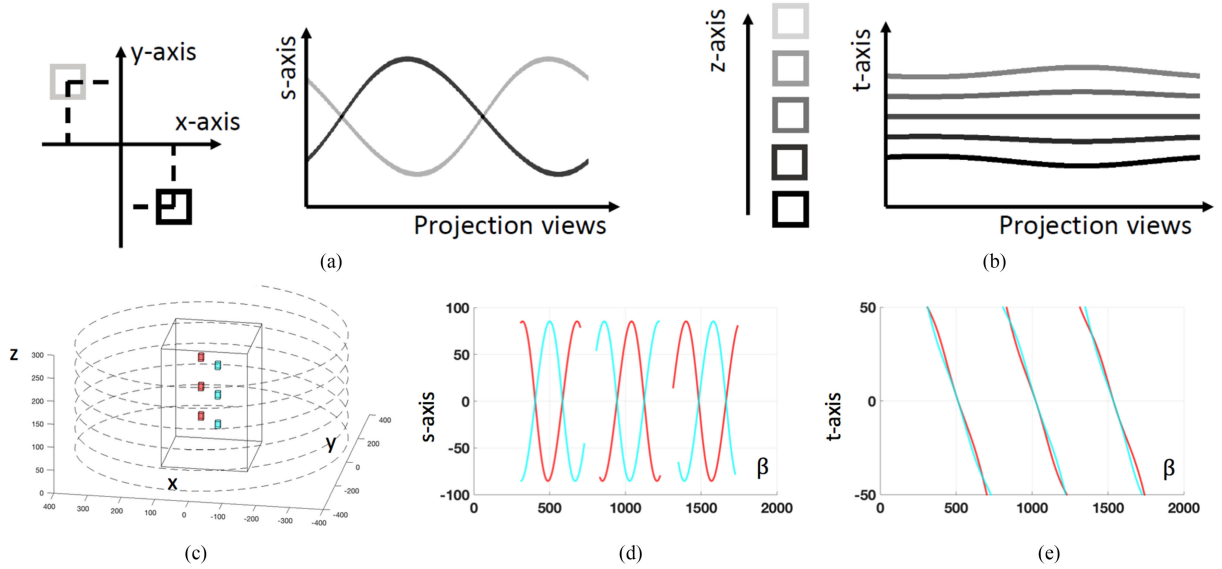 y-axis
x-axis
s-axis
Projection views
(a)
z-axis
t-axis
Projection views
(b)
z
300
250
200
150
100
50
0
400
300
200
100
0
-100
-200
-300
-400
x
y
400
200
0
-200
-400
(c)
100
50
0
-50
-100
s-axis
β
0
500
1000
1500
2000
(d)
50
0
-50
t-axis
β
0
500
1000
1500
2000
(e)